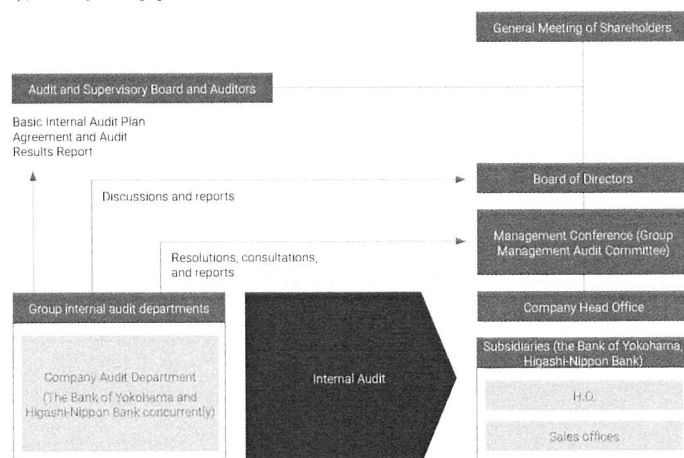 General Meeting of Shareholders
Audit and Supervisory Board and Auditors
Basic Internal Audit Plan
Agreement and Audit
Results Report
Discussions and reports
Board of Directors
Resolutions, consultations,
and reports
Management Conference (Group
Management Audit Committee)
Group internal audit departments
Company Head Office
Company Audit Department
(The Bank of Yokohama and
Higashi-Nippon Bank concurrently)
Internal Audit
Subsidiaries (the Bank of Yokohama,
Higashi-Nippon Bank)
H.O.
Sales offices